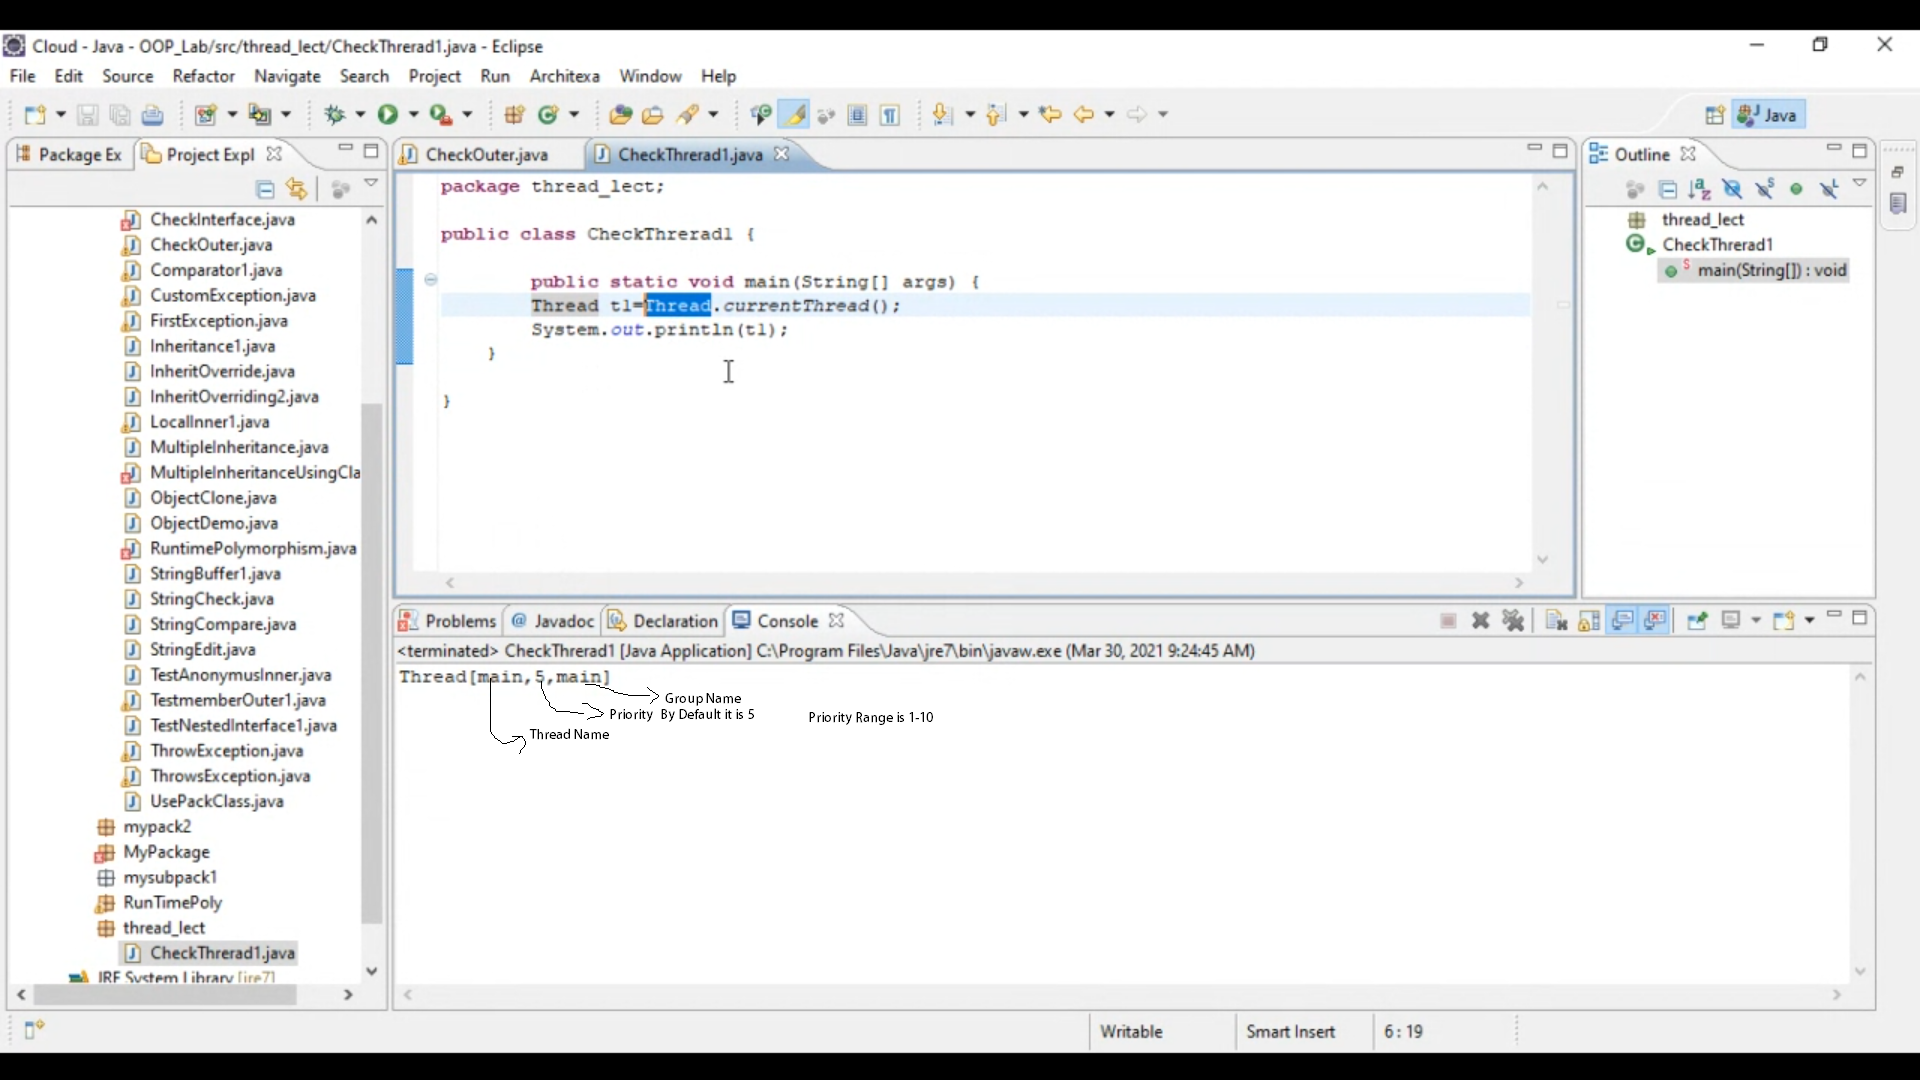 Cloud - Java - OOP_Lab/src/thread_lect/CheckThrerad1.java - Eclipse
File Edit Source Refactor Navigate Search Project Run Architexa Window Help
Java
Package Ex Project Expl
CheckOuter.java CheckThrerad1.java
Outline
CheckInterface.java
CheckOuter.java
Comparator1.java
CustomException.java
FirstException.java
Inheritance1.java
InheritOverride.java
InheritOverriding2.java
LocalInner1.java
MultipleInheritance.java
MultipleInheritanceUsingCla
ObjectClone.java
ObjectDemo.java
RuntimePolymorphism.java
StringBuffer1.java
StringCheck.java
StringCompare.java
StringEdit.java
TestAnonymusInner.java
TestmemberOuter1.java
TestNestedInterface1.java
ThrowException.java
ThrowsException.java
UsePackClass.java
mypack2
MyPackage
mysubpack1
RunTimePoly
thread_lect
CheckThrerad1.java
JRE System Library [jre7]
package thread_lect;
public class CheckThrerad1 {
public static void main(String[] args) {
Thread t1=Thread.currentThread();
System.out.println(t1);
}
}
thread_lect
CheckThrerad1
main(String[]) : void
Problems @ Javadoc Declaration Console
<terminated> CheckThrerad1 [Java Application] C:\Program Files\Java\jre7\bin\javaw.exe (Mar 30, 2021 9:24:45 AM)
Thread[main,5,main]
Group Name
Priority By Default it is 5 Priority Range is 1-10
Thread Name
Writable Smart Insert 6 : 19